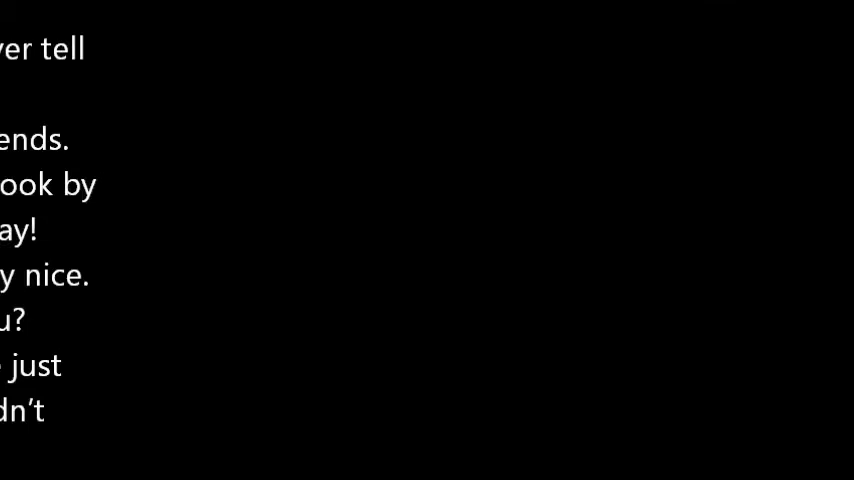 ver tell
ends.
ook by
ay!
y nice.
u?
just
dn't